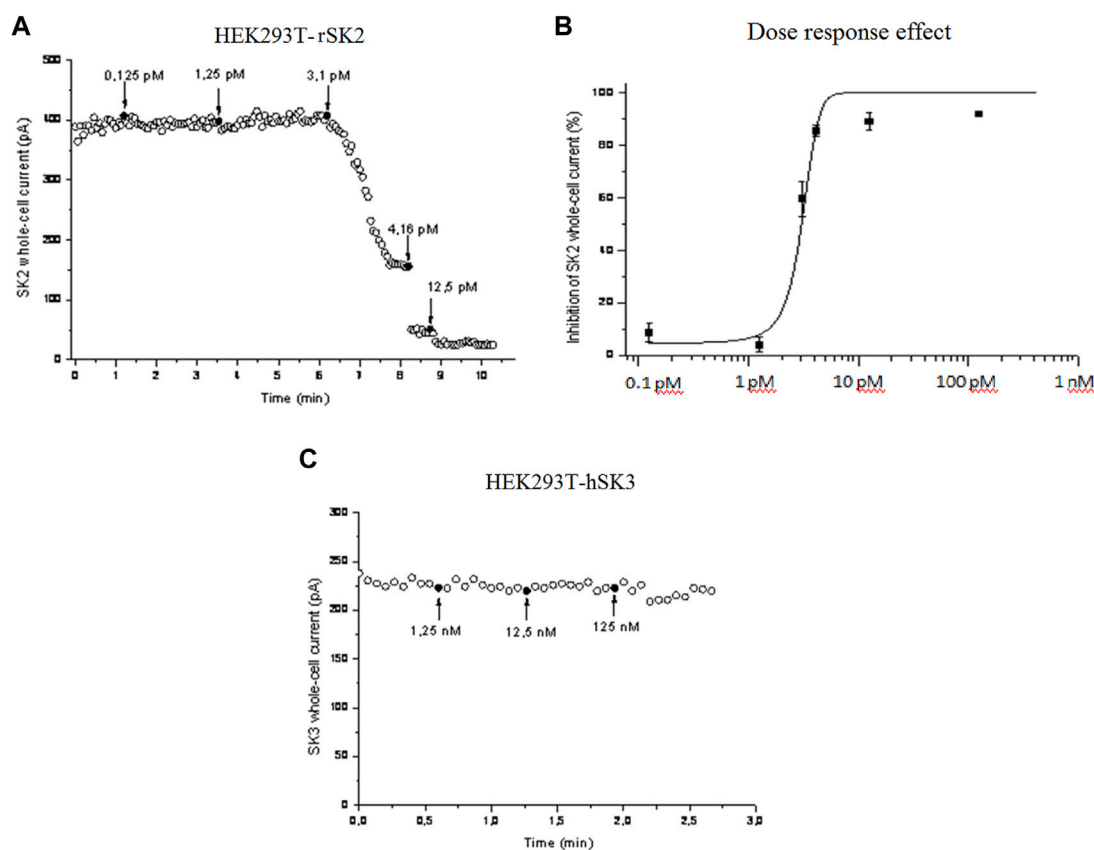 A
HEK293T-rSK2
500
400
300
200
100
0
SK2 whole-cell current (pA)
0,125 pM
1,25 pM
3,1 pM
4,16 pM
12,5 pM
0 1 2 3 4 5 6 7 8 9 10
Time (min)
B
Dose response effect
100
80
60
40
20
0
Inhibition of SK2 whole-cell current (%)
0.1 pM 1 pM 10 pM 100 pM 1 nM
C
HEK293T-hSK3
300
250
200
150
100
50
0
SK3 whole-cell current (pA)
1,25 nM
12,5 nM
125 nM
0,0 0,5 1,0 1,5 2,0 2,5 3,0
Time (min)